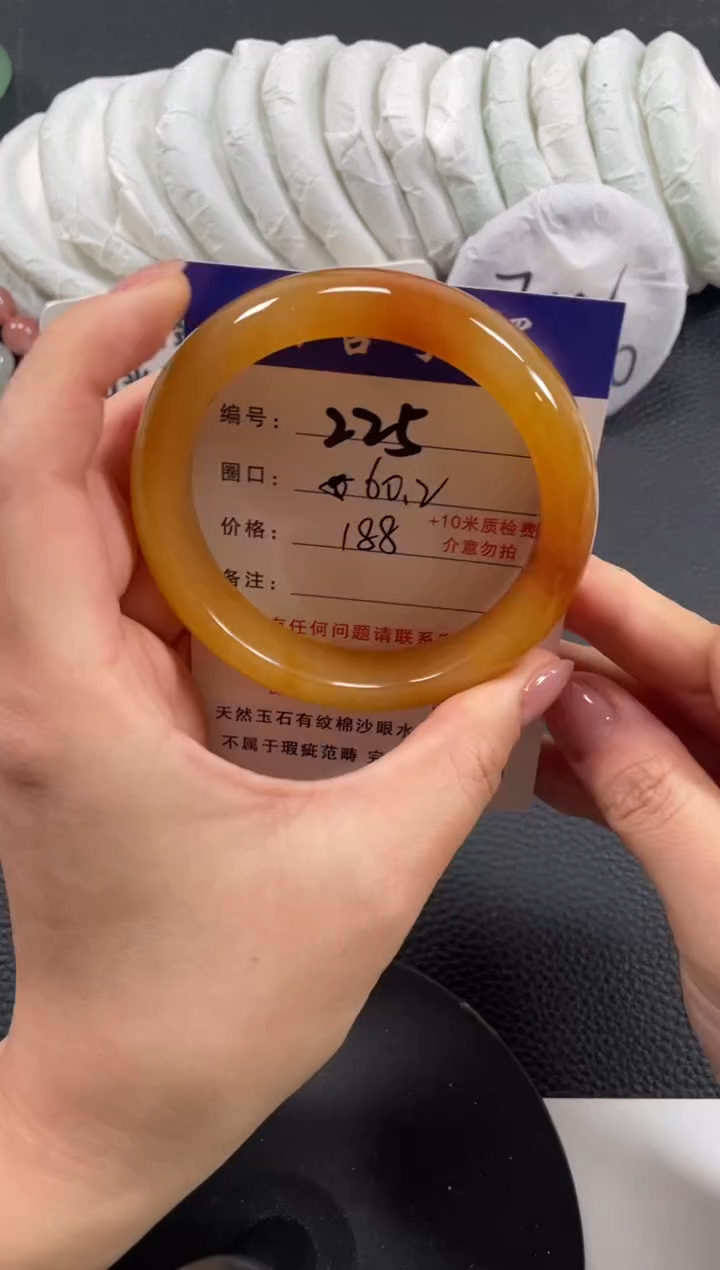 编号： 225
圈口： 60.2
价格： 188
+10米质检费
介意勿拍
备注：
有任何问题请联系
天然玉石有纹棉沙眼水
不属于瑕疵范畴